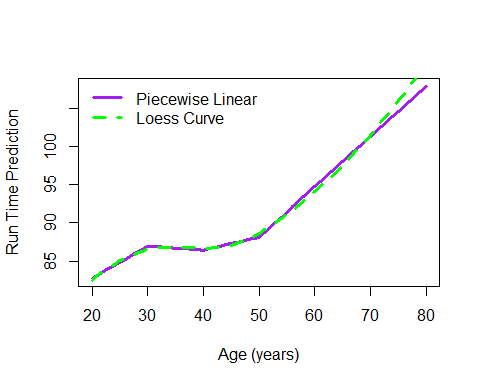 Piecewise Linear
Loess Curve
Run Time Prediction
100
95
90
85
20 30 40 50 60 70 80
Age (years)